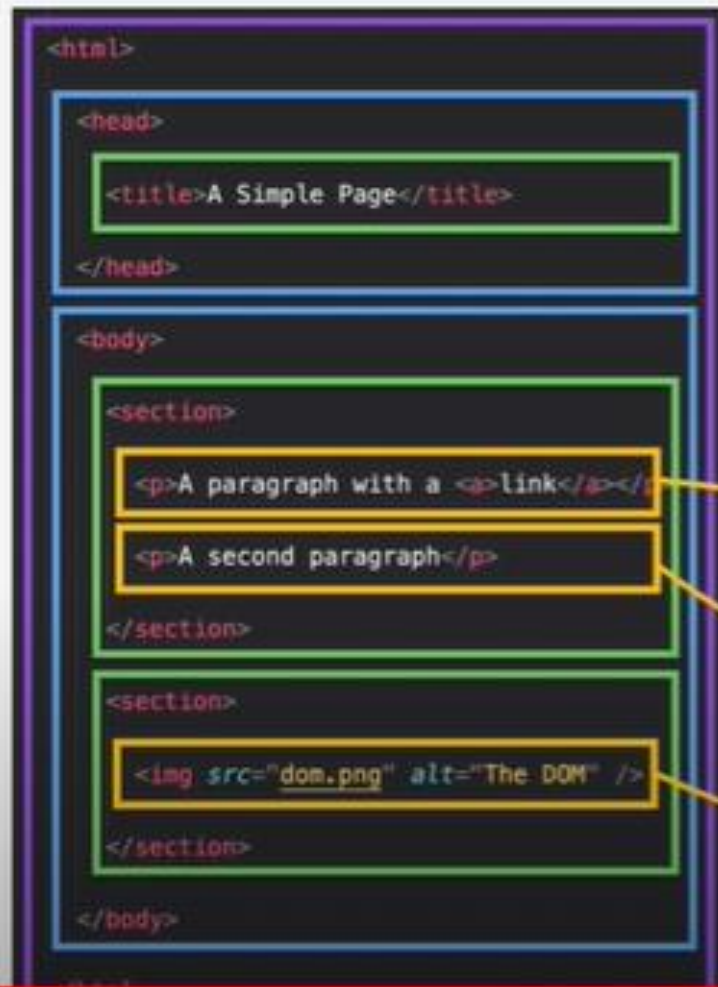 <html>
<head>
<title>A Simple Page</title>
</head>
<body>
<section>
<p>A paragraph with a <a>link</a></p
<p>A second paragraph</p>
</section>
<section>
<img src="dom.png" alt="The DOM" />
</section>
</body>